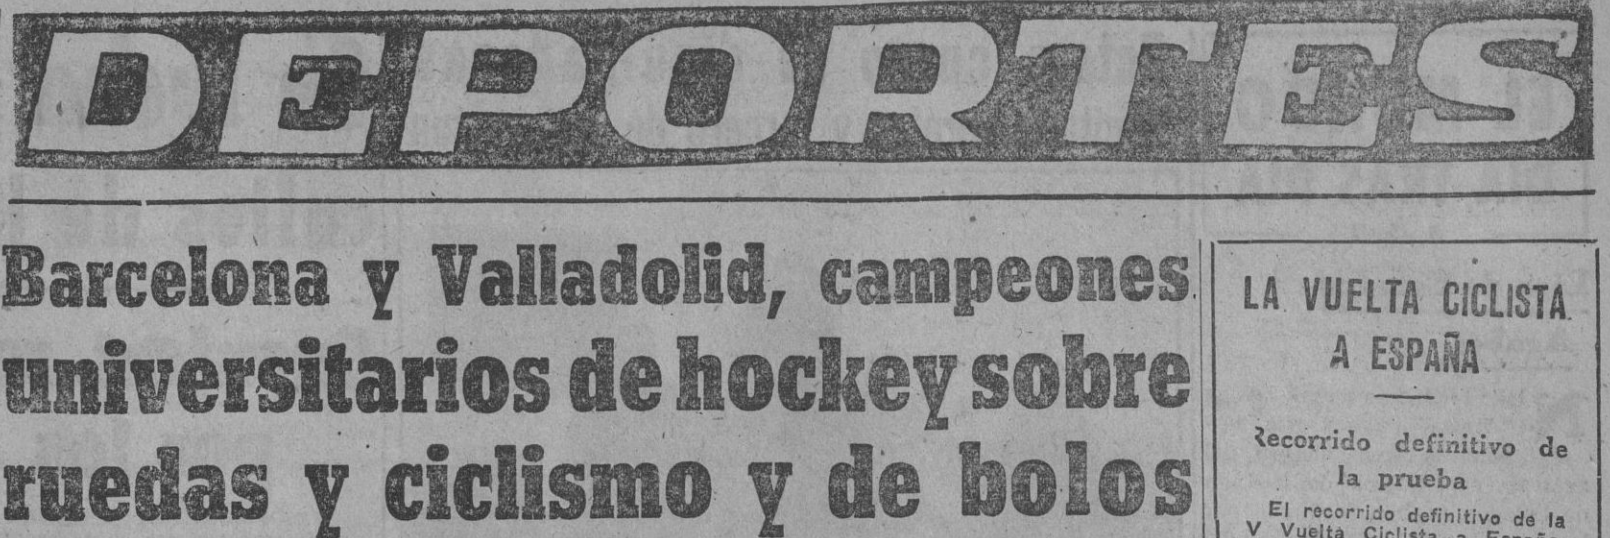 DEPORTES
Barcelona y Valladolid, campeones
universitarios de hockey sobre
ruedas y ciclismo y de bolos
LA VUELTA CICLISTA
A ESPAÑA
Recorrido definitivo de
la prueba
El recorrido definitivo de la
V Vuelta Ciclista a España